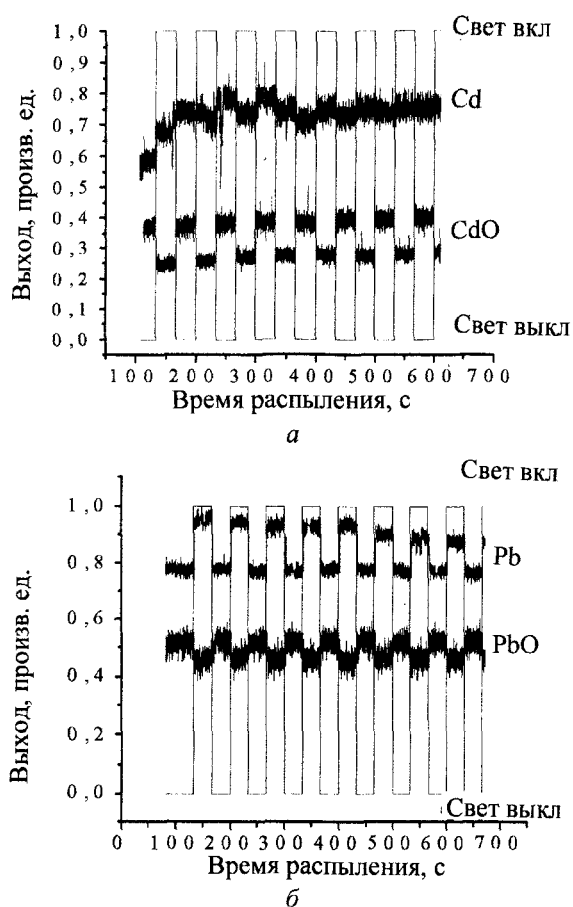 Свет вкл
1,0
0,9
0,8
0,7
0,6
0,5
0,4
0,3
0,2
0,1
0,0
Выход, произв. ед.
Cd
CdO
Свет выкл
100 200 300 400 500 600 700
Время распыления, с
а
Свет вкл
1,0
0,8
0,6
0,4
0,2
0,0
Выход, произв. ед.
Pb
PbO
Свет выкл
0 100 200 300 400 500 600 700
Время распыления, с
б